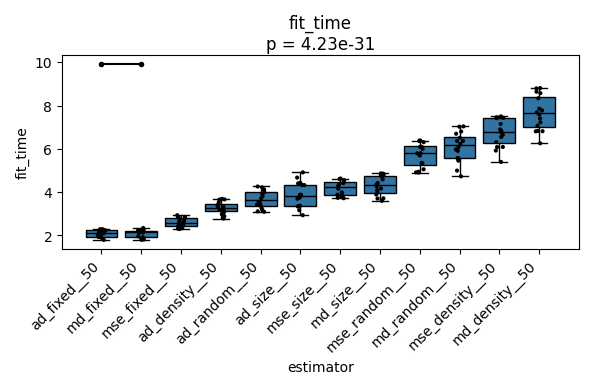 fit_time
p = 4.23e-31
10
8
6
4
2
fit_time
ad_fixed__50
md_fixed__50
mse_fixed__50
ad_density__50
ad_random__50
ad_size__50
mse_size__50
md_size__50
mse_random__50
md_random__50
mse_density__50
md_density__50
estimator